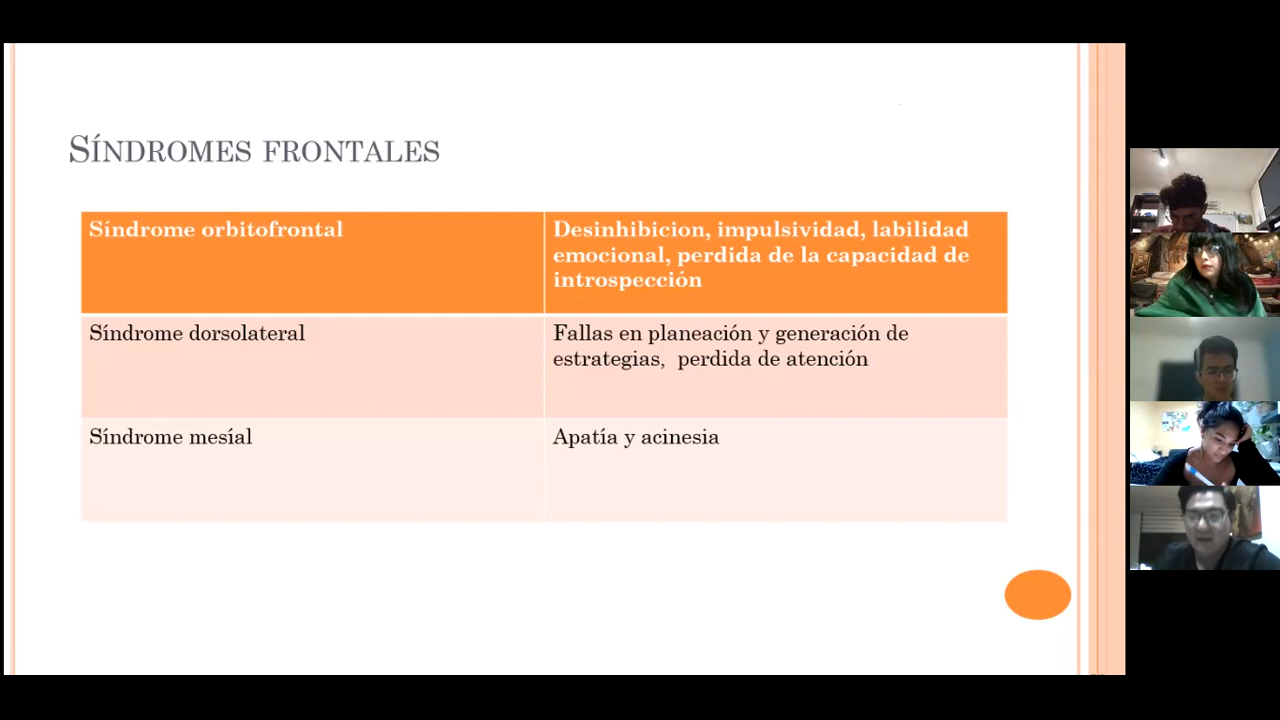 SÍNDROMES FRONTALES
Síndrome orbitofrontal
Desinhibicion, impulsividad, labilidad
emocional, perdida de la capacidad de
introspección
Síndrome dorsolateral
Fallas en planeación y generación de
estrategias, perdida de atención
Síndrome mesíal
Apatía y acinesia